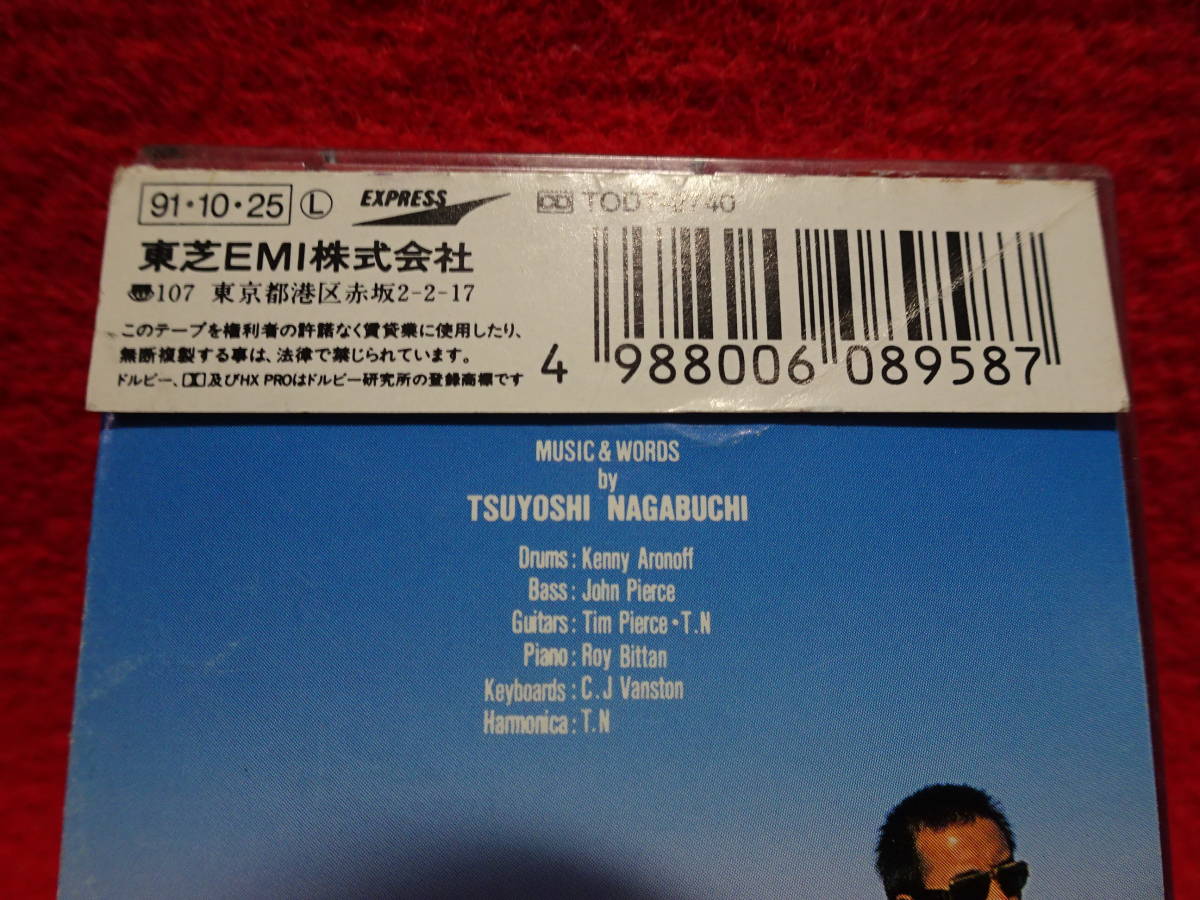 91・10・25 Ⓛ EXPRESS
東芝EMI株式会社
〠107 東京都港区赤坂2-2-17
このテープを権利者の許諾なく賃貸業に使用したり、
無断複製する事は、法律で禁じられています。
ドルビー、及びHX PROはドルビー研究所の登録商標です
4 988006 089587
MUSIC & WORDS
by
TSUYOSHI NAGABUCHI
Drums : Kenny Aronoff
Bass : John Pierce
Guitars : Tim Pierce・T.N
Piano : Roy Bittan
Keyboards : C.J Vanston
Harmonica : T.N